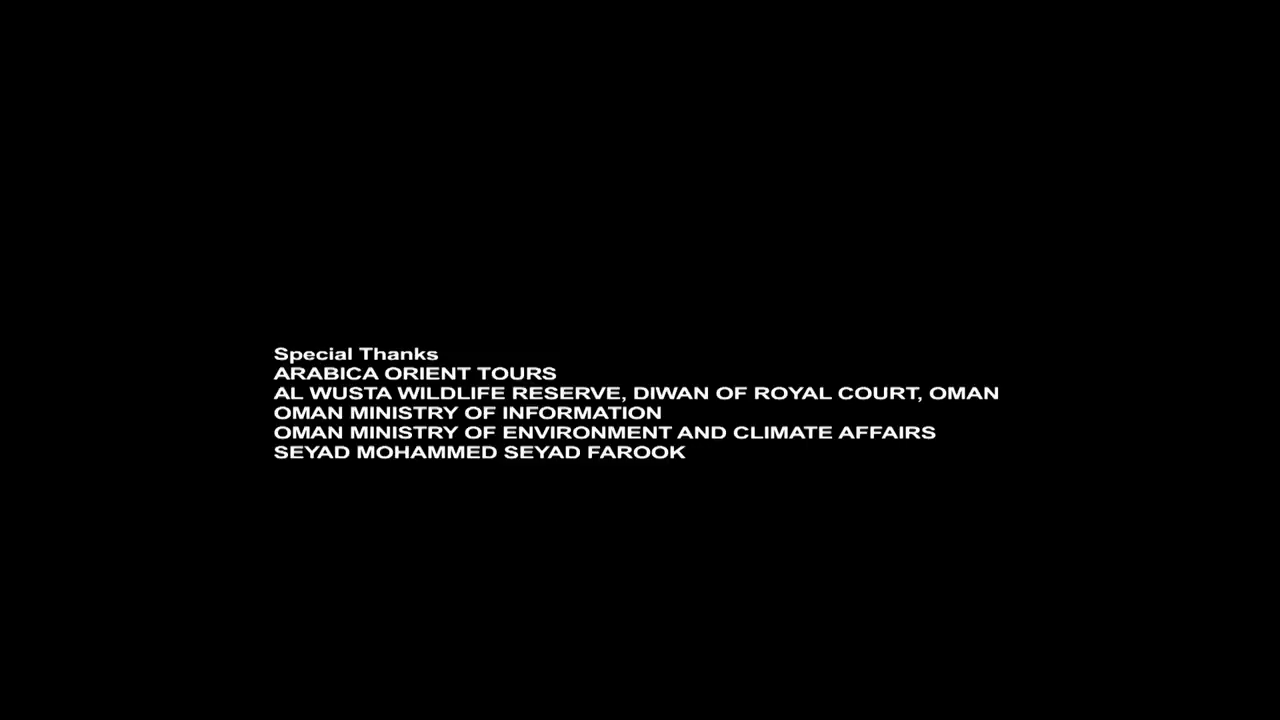 Special Thanks
ARABICA ORIENT TOURS
AL WUSTA WILDLIFE RESERVE, DIWAN OF ROYAL COURT, OMAN
OMAN MINISTRY OF INFORMATION
OMAN MINISTRY OF ENVIRONMENT AND CLIMATE AFFAIRS
SEYAD MOHAMMED SEYAD FAROOK